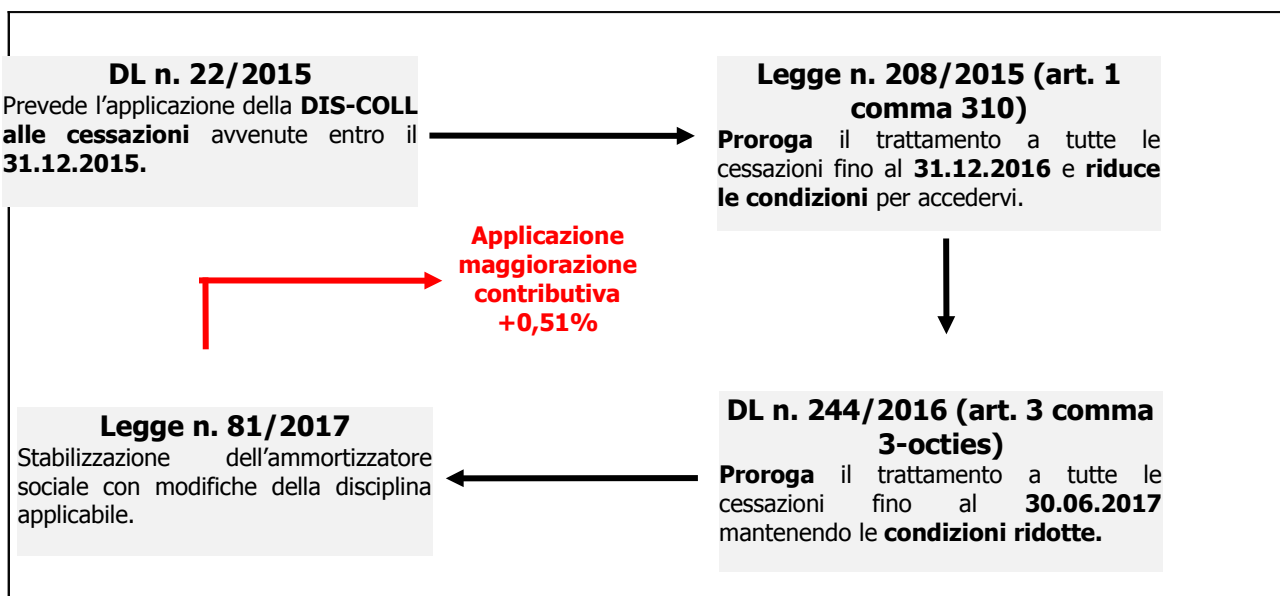 DL n. 22/2015
Prevede l'applicazione della DIS-COLL
alle cessazioni avvenute entro il
31.12.2015.
Legge n. 208/2015 (art. 1
comma 310)
Proroga il trattamento a tutte le
cessazioni fino al 31.12.2016 e riduce
le condizioni per accedervi.
Applicazione
maggiorazione
contributiva
+0,51%
DL n. 244/2016 (art. 3 comma
3-octies)
Proroga il trattamento a tutte le
cessazioni fino al 30.06.2017
mantenendo le condizioni ridotte.
Legge n. 81/2017
Stabilizzazione dell'ammortizzatore
sociale con modifiche della disciplina
applicabile.